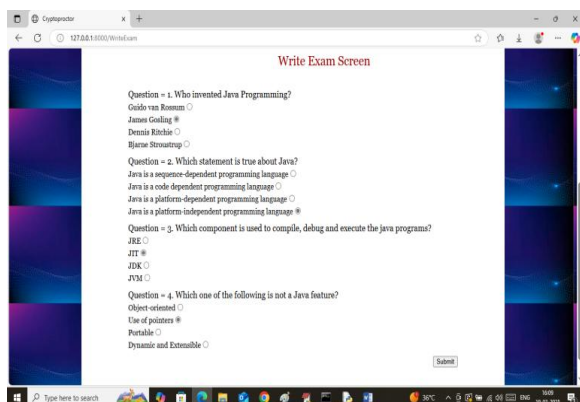 Cryptoproctor
127.0.0.1:8000/WriteExam
Write Exam Screen
Question = 1. Who invented Java Programming?
Guido van Rossum
James Gosling
Dennis Ritchie
Bjarne Stroustrup
Question = 2. Which statement is true about Java?
Java is a sequence-dependent programming language
Java is a code dependent programming language
Java is a platform-dependent programming language
Java is a platform-independent programming language
Question = 3. Which component is used to compile, debug and execute the java programs?
JRE
JIT
JDK
JVM
Question = 4. Which one of the following is not a Java feature?
Object-oriented
Use of pointers
Portable
Dynamic and Extensible
Submit
Type here to search
36°C
ENG
16:09